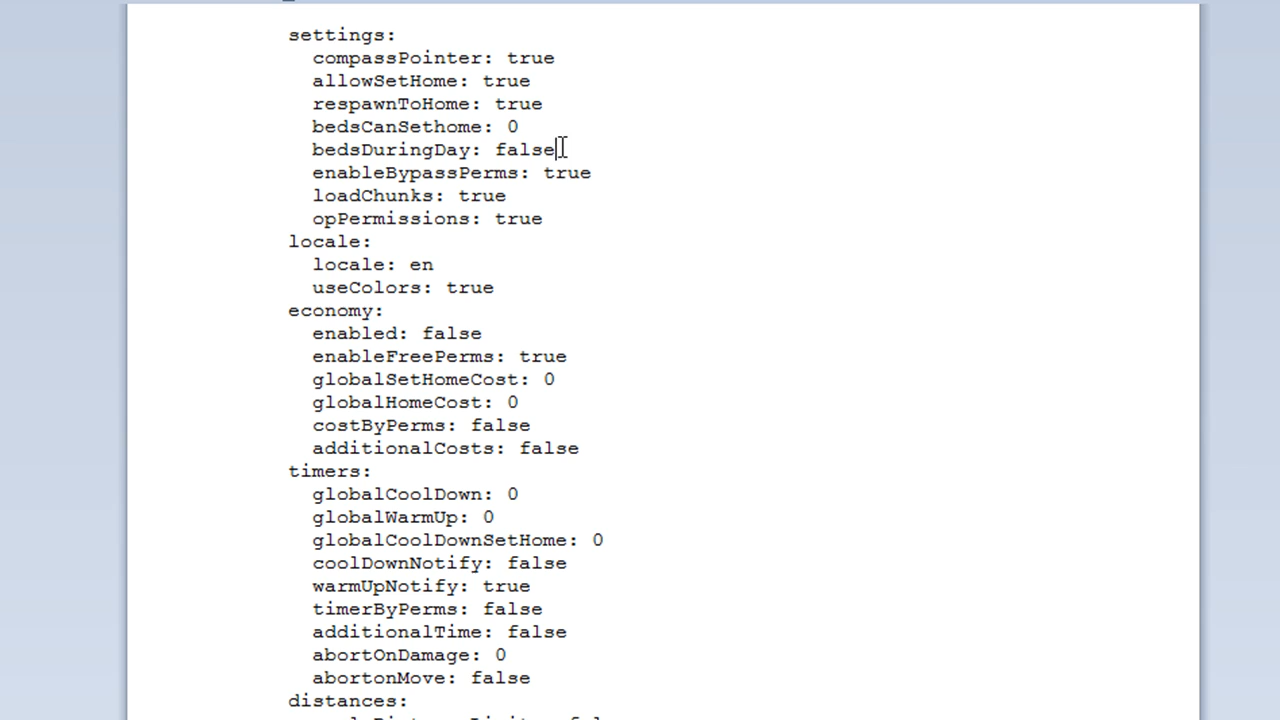 settings:
  compassPointer: true
  allowSetHome: true
  respawnToHome: true
  bedsCanSethome: 0
  bedsDuringDay: false
  enableBypassPerms: true
  loadChunks: true
  opPermissions: true
locale:
  locale: en
  useColors: true
economy:
  enabled: false
  enableFreePerms: true
  globalSetHomeCost: 0
  globalHomeCost: 0
  costByPerms: false
  additionalCosts: false
timers:
  globalCoolDown: 0
  globalWarmUp: 0
  globalCoolDownSetHome: 0
  coolDownNotify: false
  warmUpNotify: true
  timerByPerms: false
  additionalTime: false
  abortOnDamage: 0
  abortonMove: false
distances: